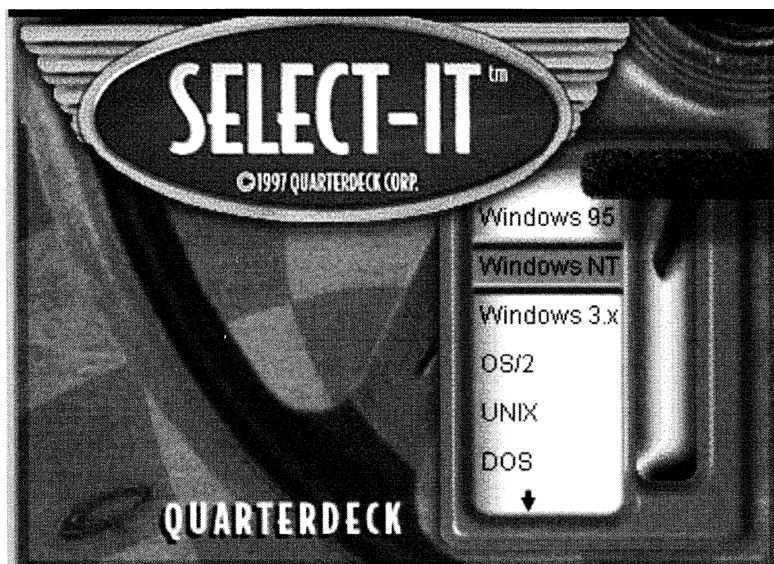 SELECT-IT™
©1997 QUARTERDECK CORP.
Windows 95
Windows NT
Windows 3.x
OS/2
UNIX
DOS
QUARTERDECK